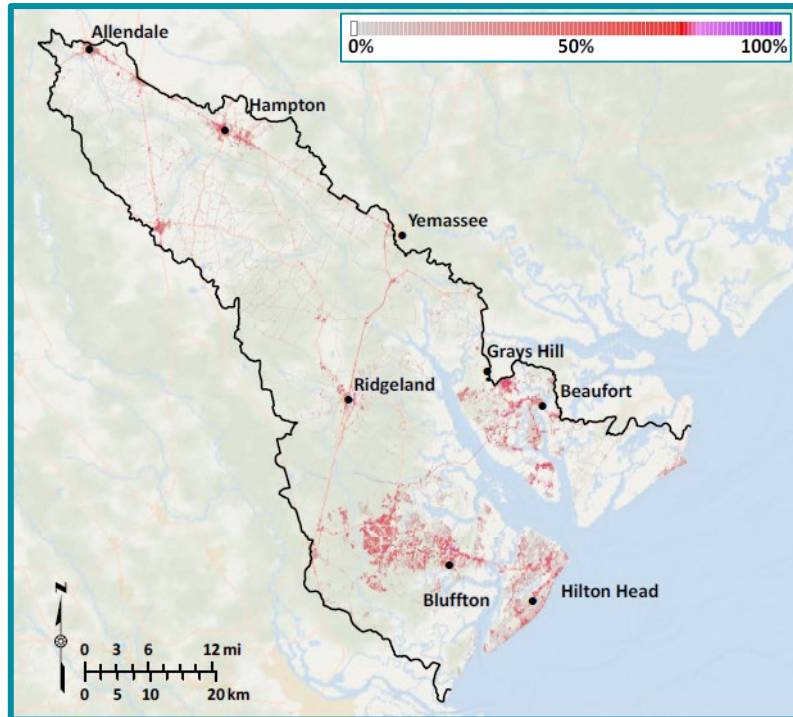 0% 50% 100%
Allendale
Hampton
Yemassee
Grays Hill
Beaufort
Ridgeland
Bluffton
Hilton Head
N
0 3 6 12 mi
0 5 10 20 km